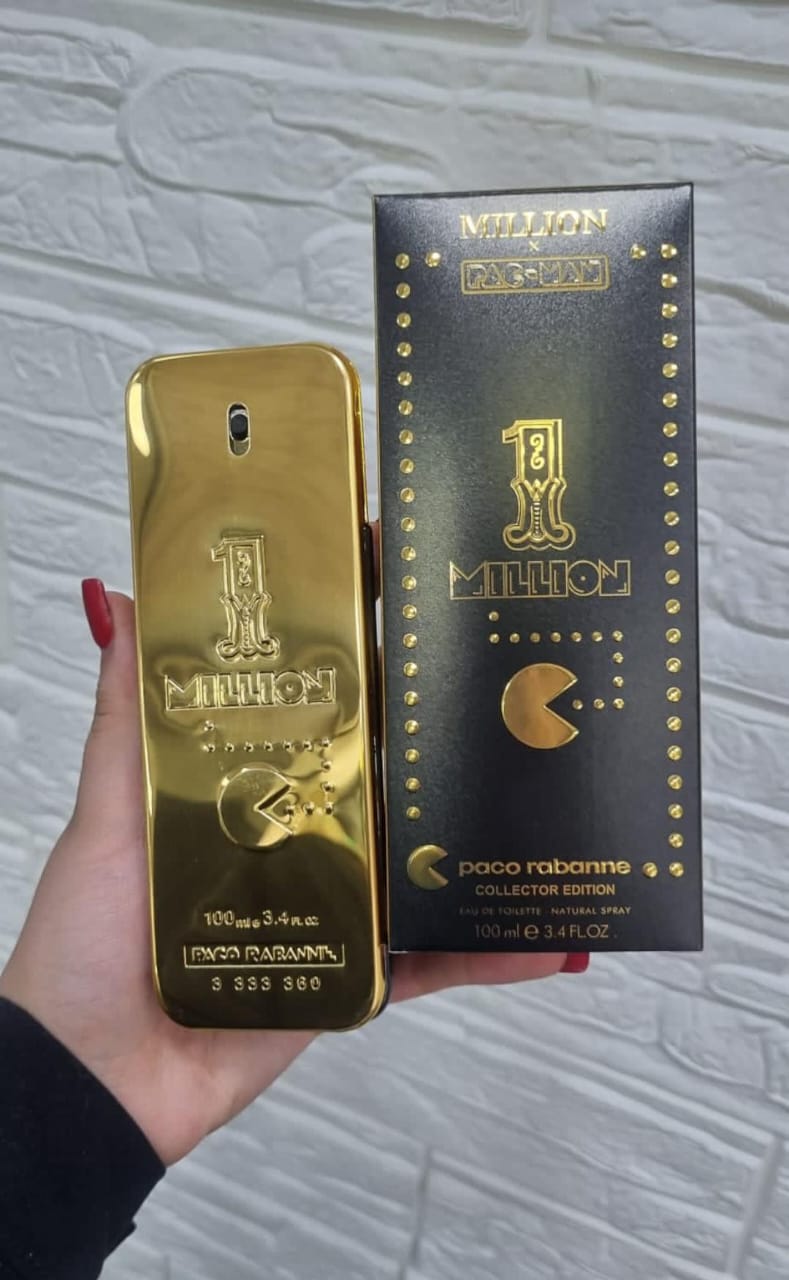 MILLION
×
PAC-MAN
1
MILLION
paco rabanne
COLLECTOR EDITION
EAU DE TOILETTE - NATURAL SPRAY
100 ml e 3.4 FL.OZ .
1
MILLION
100 ml e 3.4 FL. OZ
PACO RABANNE
3 333 360